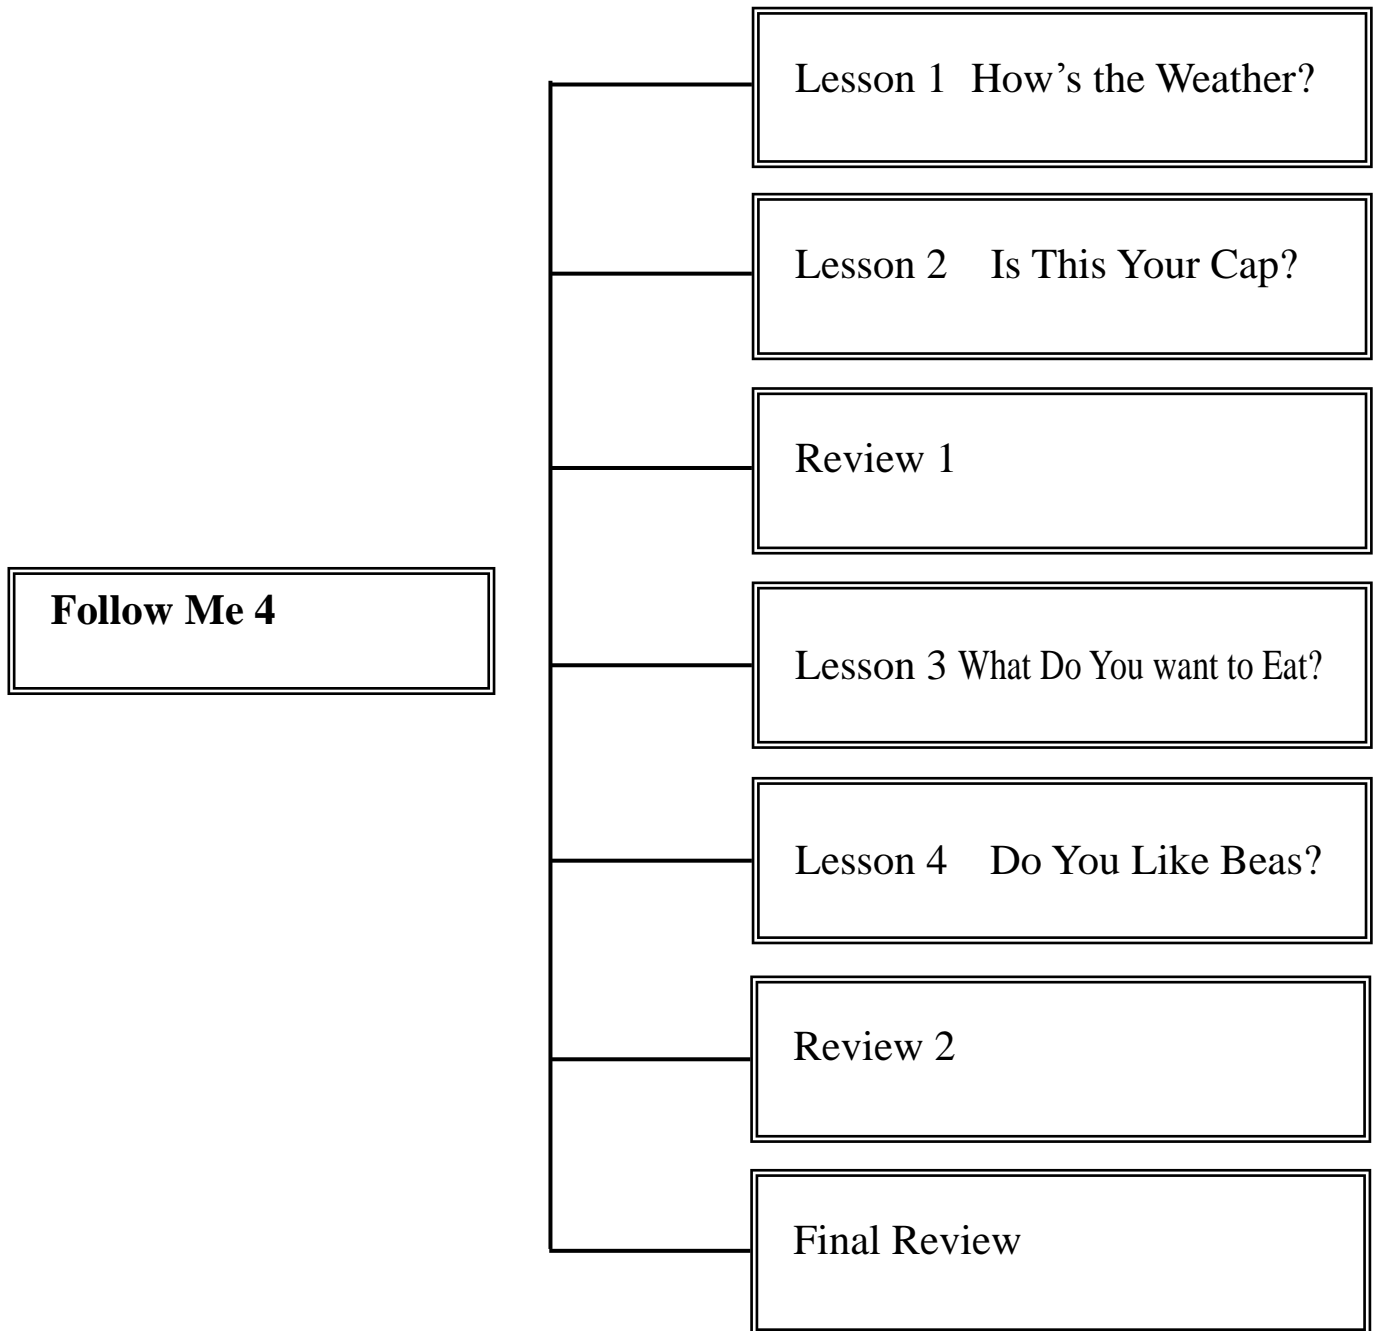 Lesson 1 How's the Weather?
Lesson 2 Is This Your Cap?
Review 1
Follow Me 4
Lesson 3 What Do You want to Eat?
Lesson 4 Do You Like Beas?
Review 2
Final Review